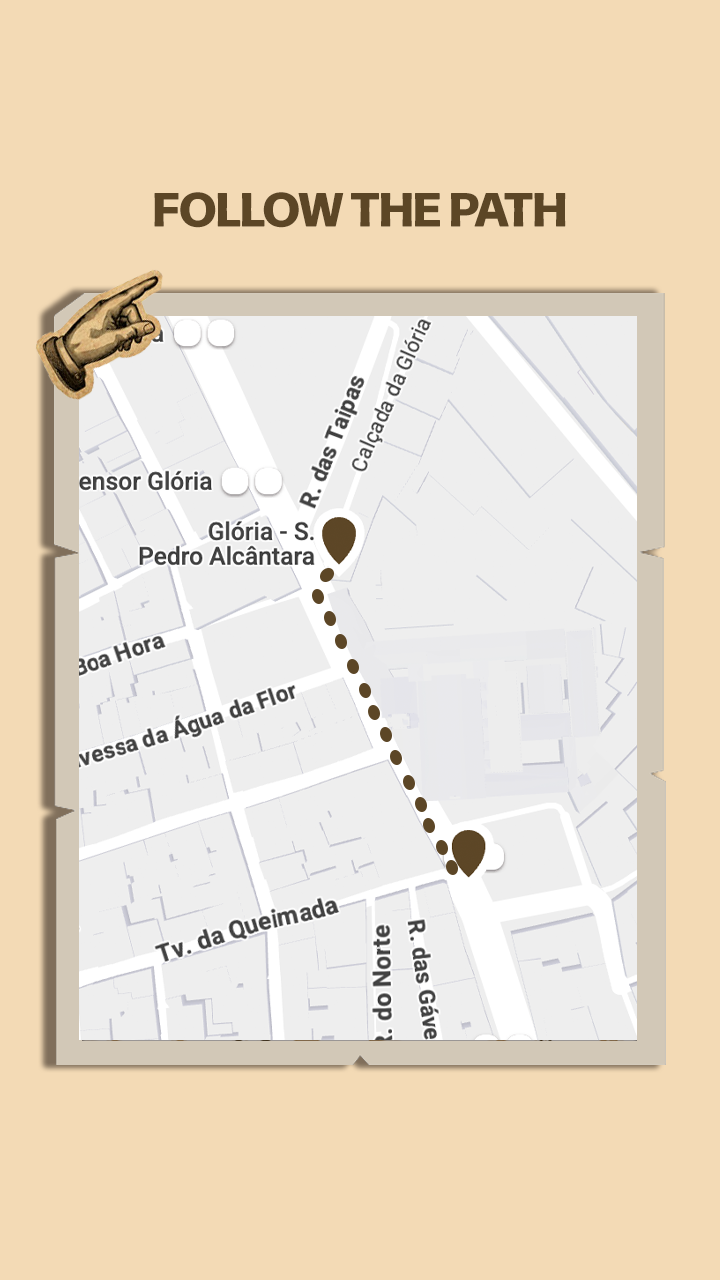 FOLLOW THE PATH
a
R. das Taipas
Calçada da Glória
ensor Glória
Glória - S.
Pedro Alcântara
Boa Hora
vessa da Água da Flor
Tv. da Queimada
R. do Norte
R. das Gáve